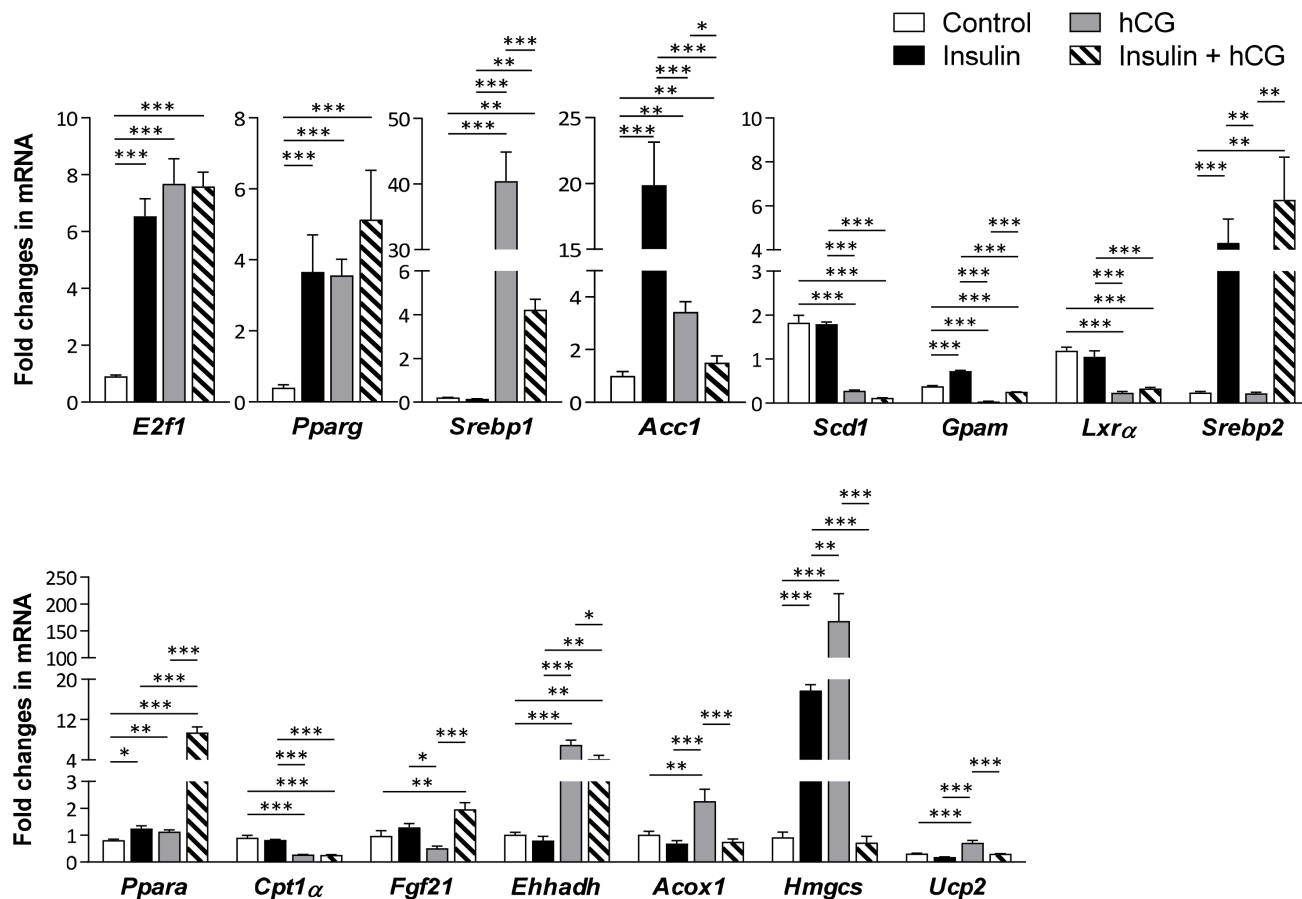 Control hCG
Insulin Insulin + hCG
Fold changes in mRNA
10
8
6
4
2
0
*** *** ***
E2f1
8
6
4
2
0
*** *** ***
Pparg
50
40
30
6
4
2
0
*** ** *** ** ***
Srebp1
25
20
15
4
2
0
* *** *** ** ** ***
Acc1
10
8
6
4
3
2
1
0
*** *** *** ***
Scd1
*** *** *** *** *** ***
Gpam
*** *** *** ***
Lxrα
** ** ** ***
Srebp2
Fold changes in mRNA
250
200
150
100
20
12
4
3
2
1
0
*** *** *** ** *
Ppara
*** *** *** ***
Cpt1α
*** * **
Fgf21
* ** *** ** ***
Ehhadh
*** *** **
Acox1
*** *** ** *** ***
Hmgcs
*** *** ***
Ucp2